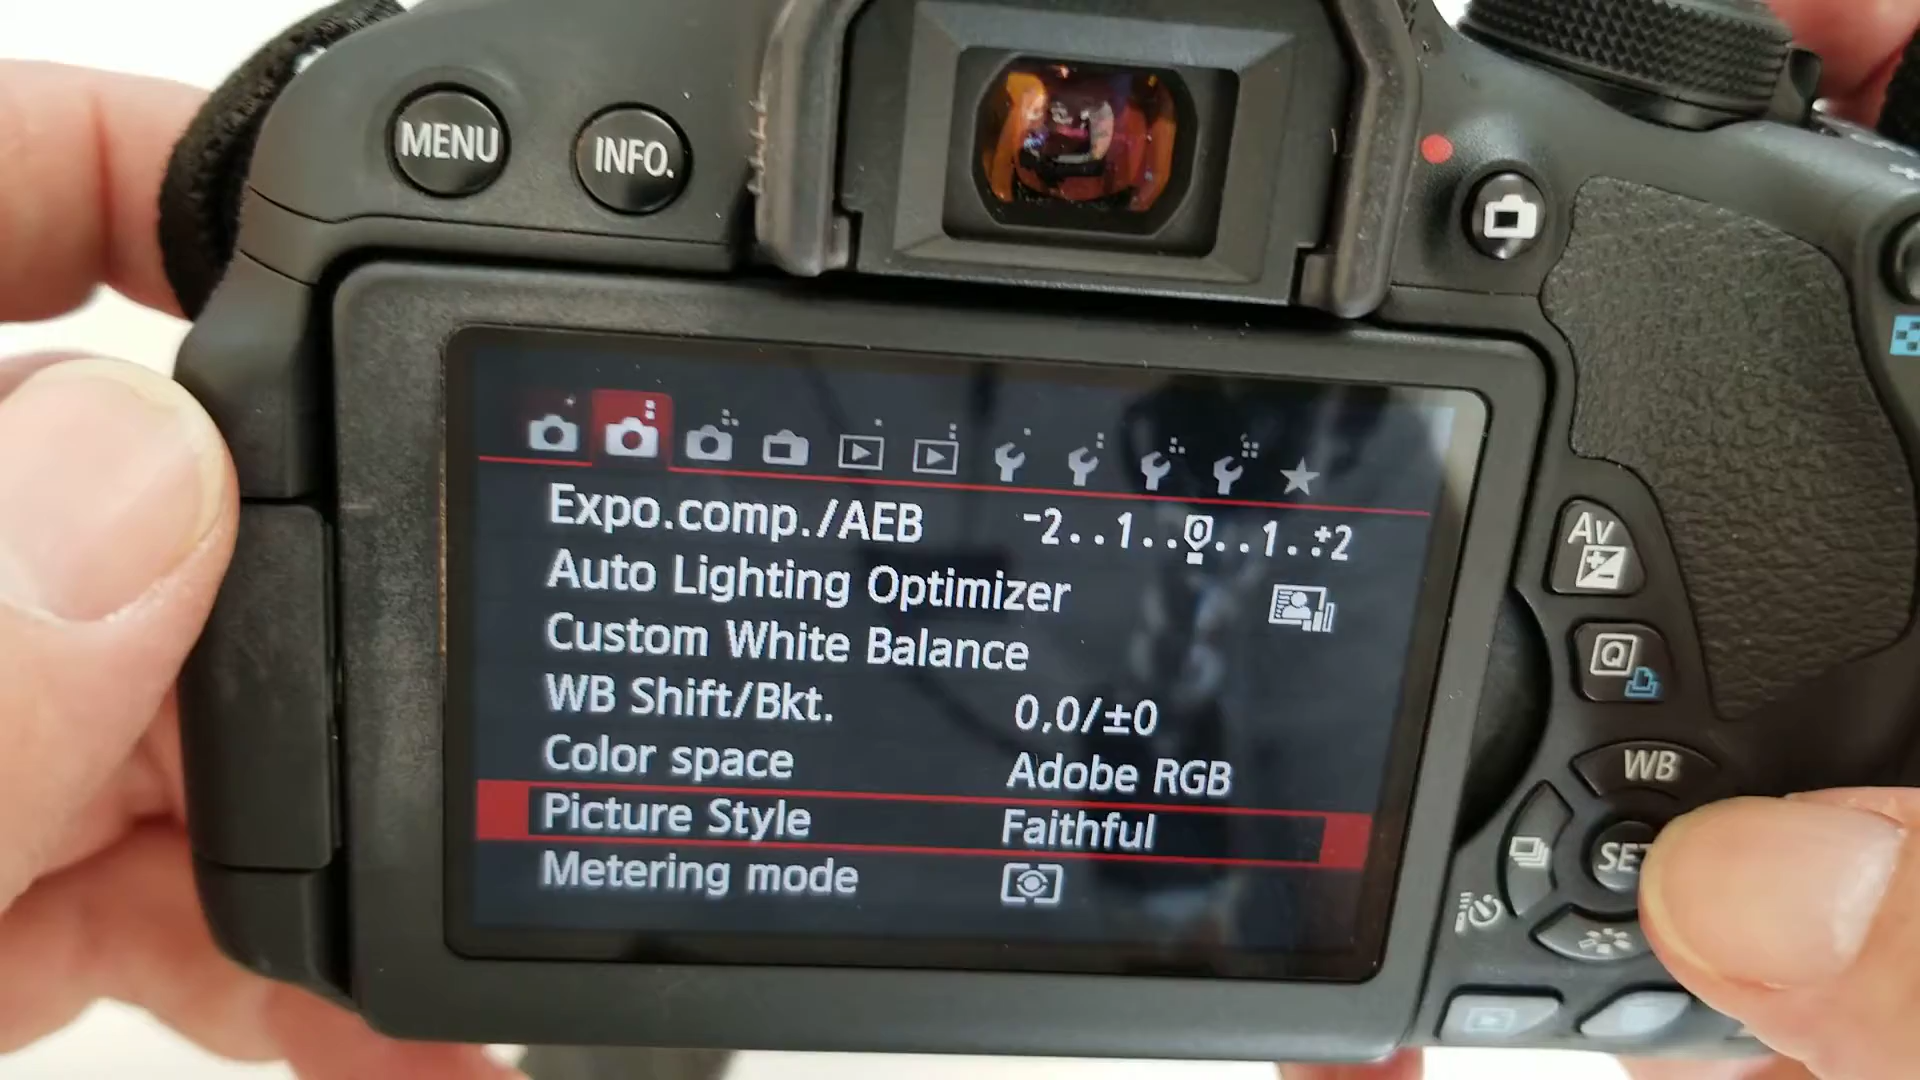 MENU
INFO.
Expo.comp./AEB -2..1..0..1..+2
Auto Lighting Optimizer
Custom White Balance
WB Shift/Bkt. 0,0/±0
Color space Adobe RGB
Picture Style Faithful
Metering mode
Av
Q
WB